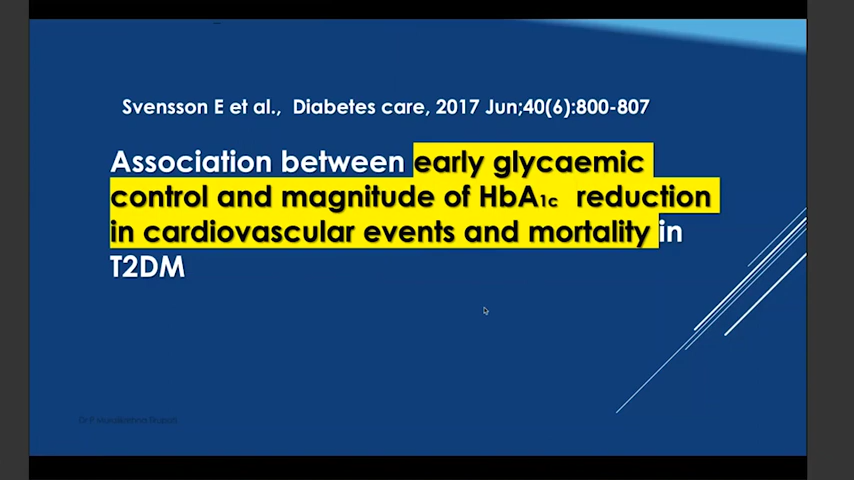 Svensson E et al., Diabetes care, 2017 Jun;40(6):800-807
Association between early glycaemic
control and magnitude of HbA1c reduction
in cardiovascular events and mortality in
T2DM